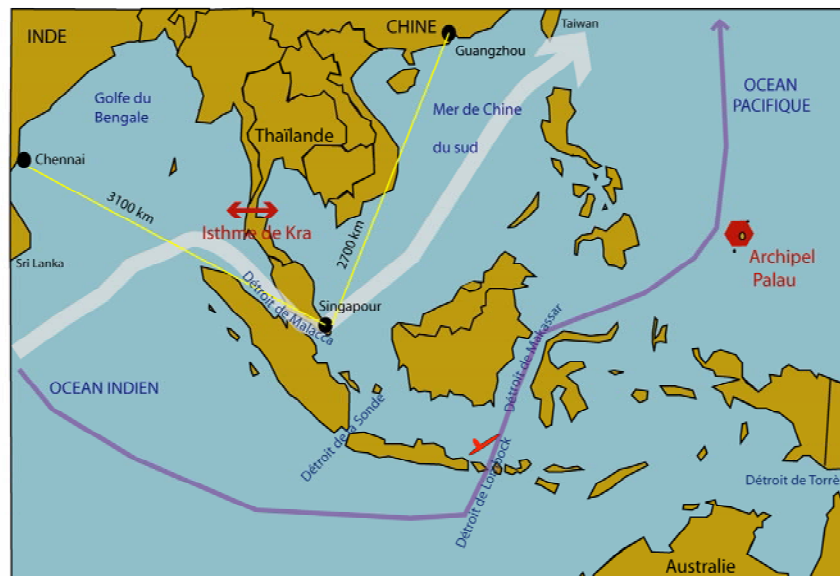 INDE
CHINE
Taiwan
Guangzhou
OCEAN
PACIFIQUE
Golfe du
Bengale
Mer de Chine
du sud
Thaïlande
Chennai
3100 km
2700 km
Isthme de Kra
Archipel
Palau
Sri Lanka
Détroit de Malacca
Singapour
Détroit de Makassar
OCEAN INDIEN
Détroit de la Sonde
Détroit de Lombock
Détroit de Torrè
Australie